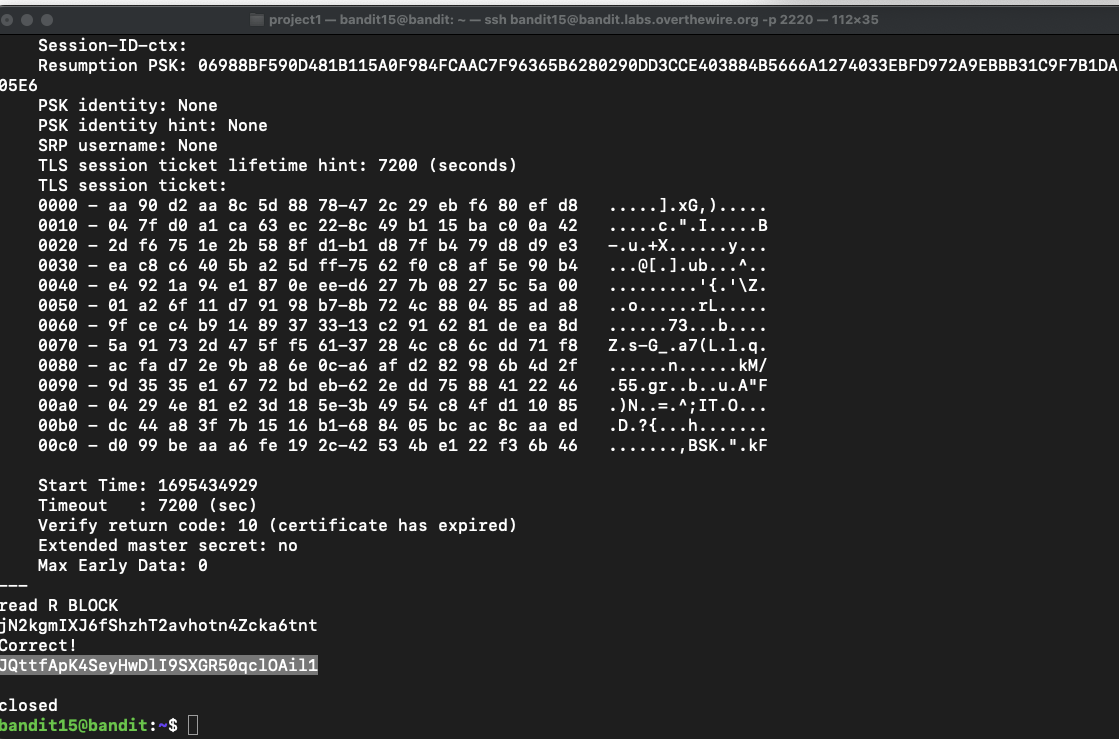 project1 — bandit15@bandit: ~ — ssh bandit15@bandit.labs.overthewire.org -p 2220 — 112×35
Session-ID-ctx:
Resumption PSK: 06988BF590D481B115A0F984FCAAC7F96365B6280290DD3CCE403884B5666A1274033EBFD972A9EBBB31C9F7B1DA
05E6
PSK identity: None
PSK identity hint: None
SRP username: None
TLS session ticket lifetime hint: 7200 (seconds)
TLS session ticket:
0000 - aa 90 d2 aa 8c 5d 88 78-47 2c 29 eb f6 80 ef d8   .....].xG,).....
0010 - 04 7f d0 a1 ca 63 ec 22-8c 49 b1 15 ba c0 0a 42   .....c.".I.....B
0020 - 2d f6 75 1e 2b 58 8f d1-b1 d8 7f b4 79 d8 d9 e3   -.u.+X......y...
0030 - ea c8 c6 40 5b a2 5d ff-75 62 f0 c8 af 5e 90 b4   ...@[.].ub...^..
0040 - e4 92 1a 94 e1 87 0e ee-d6 27 7b 08 27 5c 5a 00   .........'{.'\Z.
0050 - 01 a2 6f 11 d7 91 98 b7-8b 72 4c 88 04 85 ad a8   ..o......rL.....
0060 - 9f ce c4 b9 14 89 37 33-13 c2 91 62 81 de ea 8d   ......73...b....
0070 - 5a 91 73 2d 47 5f f5 61-37 28 4c c8 6c dd 71 f8   Z.s-G_.a7(L.l.q.
0080 - ac fa d7 2e 9b a8 6e 0c-a6 af d2 82 98 6b 4d 2f   ......n......kM/
0090 - 9d 35 35 e1 67 72 bd eb-62 2e dd 75 88 41 22 46   .55.gr..b..u.A"F
00a0 - 04 29 4e 81 e2 3d 18 5e-3b 49 54 c8 4f d1 10 85   .)N..=.^;IT.O...
00b0 - dc 44 a8 3f 7b 15 16 b1-68 84 05 bc ac 8c aa ed   .D.?{...h.......
00c0 - d0 99 be aa a6 fe 19 2c-42 53 4b e1 22 f3 6b 46   .......,BSK.".kF
Start Time: 1695434929
Timeout   : 7200 (sec)
Verify return code: 10 (certificate has expired)
Extended master secret: no
Max Early Data: 0
---
read R BLOCK
jN2kgmIXJ6fShzhT2avhotn4Zcka6tnt
Correct!
JQttfApK4SeyHwDlI9SXGR50qclOAil1
closed
bandit15@bandit:~$